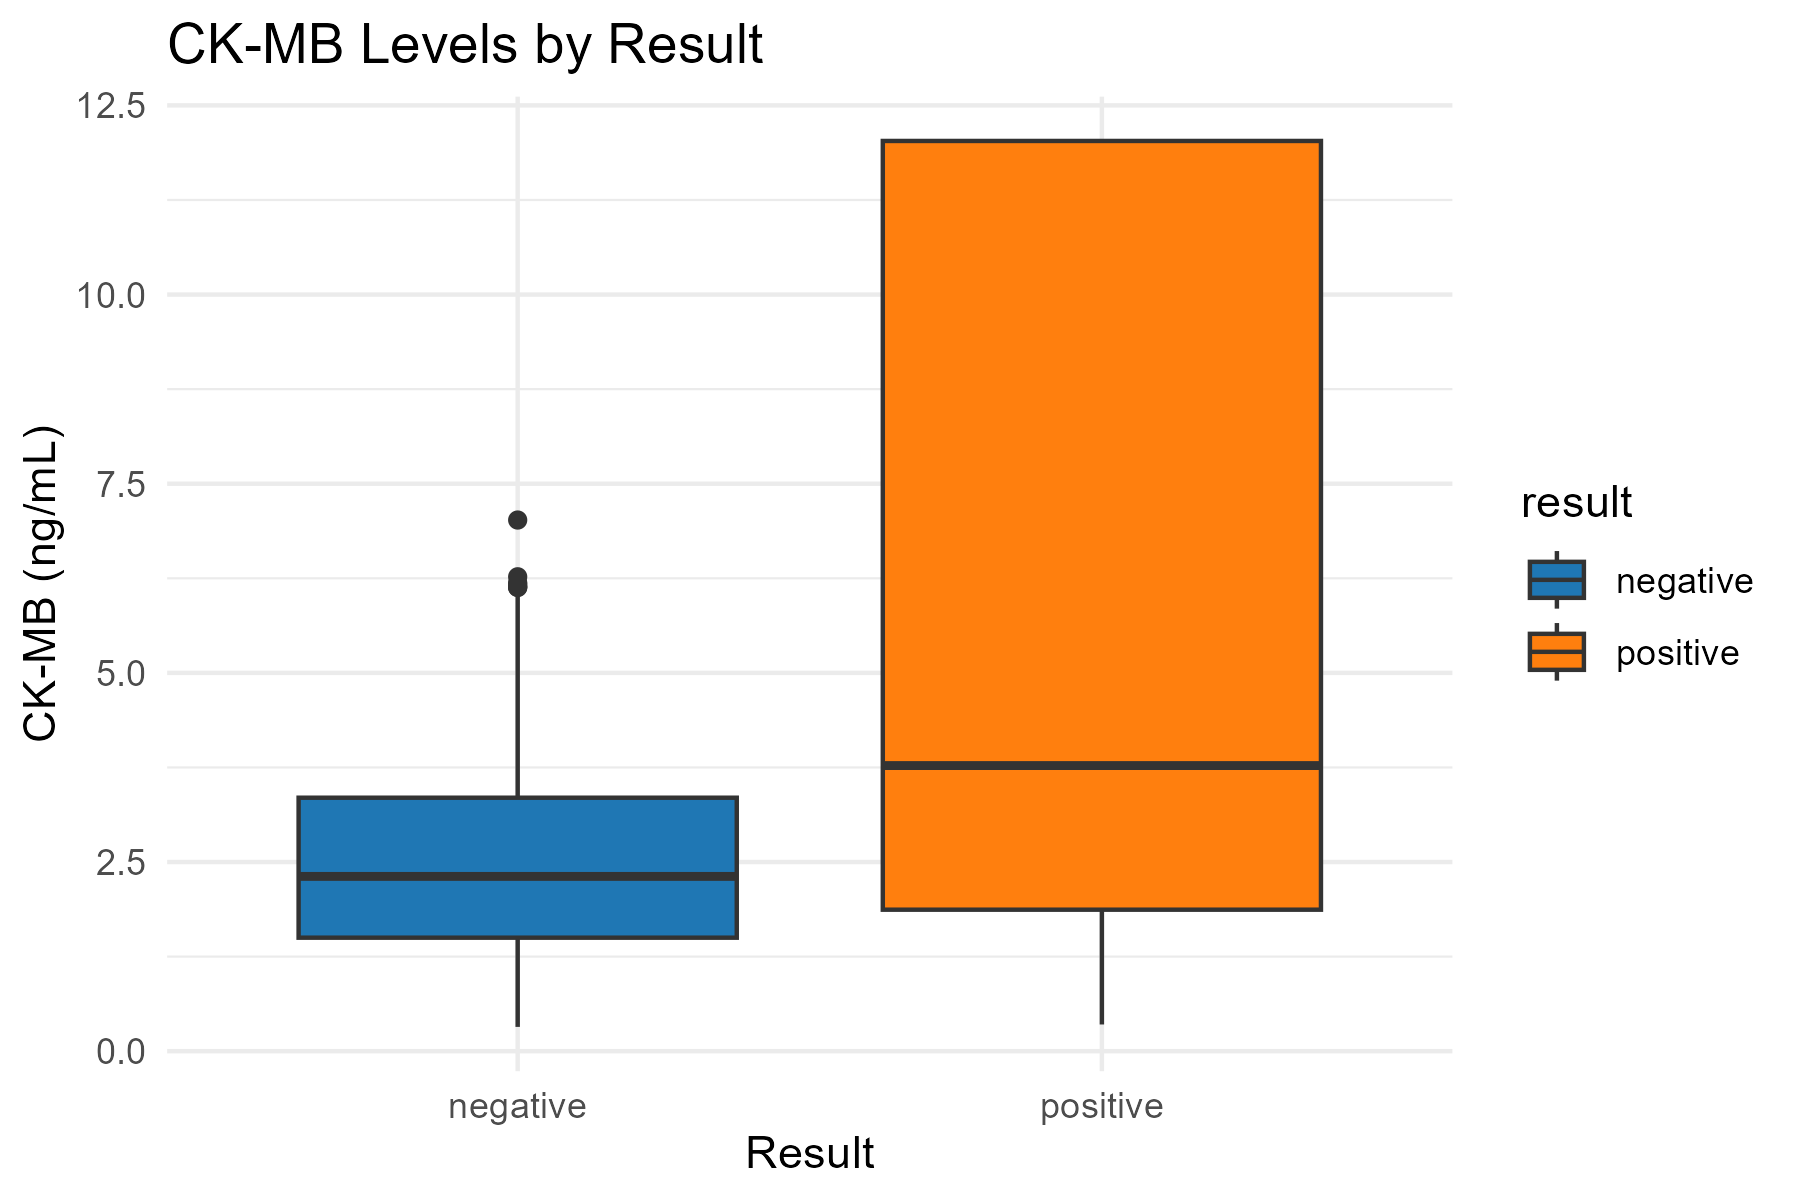 CK-MB Levels by Result
12.5
10.0
7.5
5.0
2.5
0.0
CK-MB (ng/mL)
negative
positive
Result
result
negative
positive